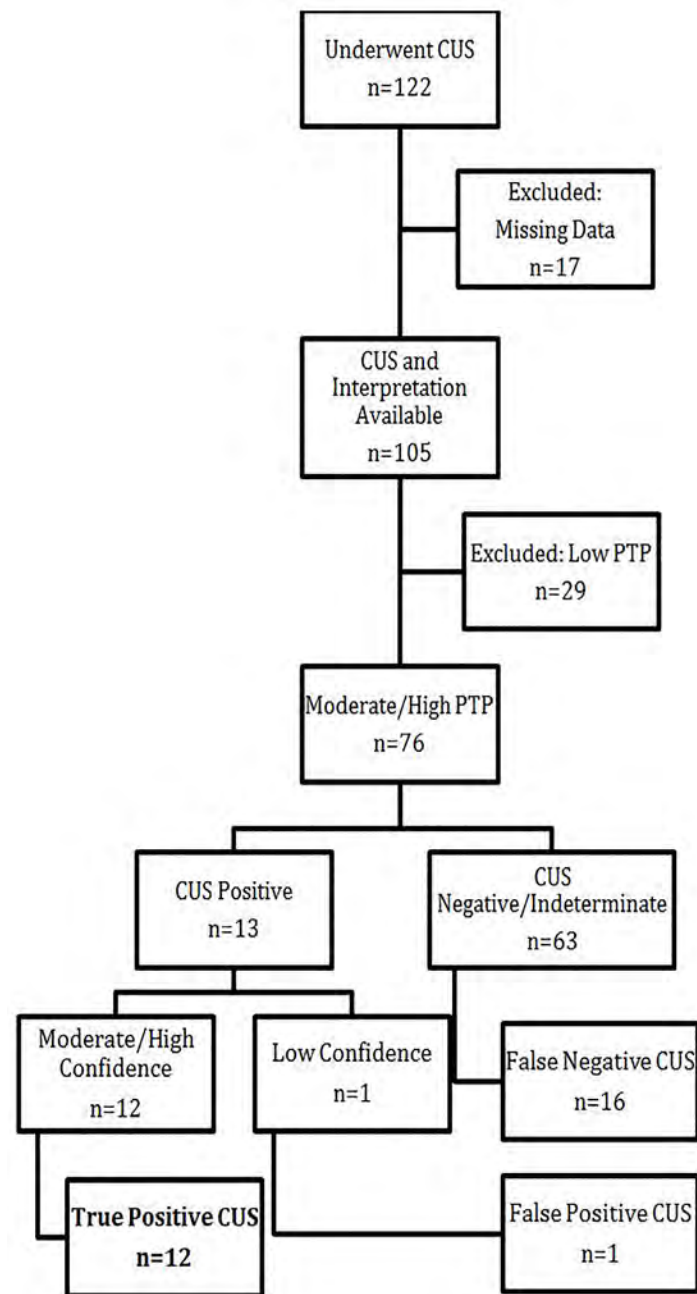 Underwent CUS
n=122
Excluded:
Missing Data
n=17
CUS and
Interpretation
Available
n=105
Excluded: Low PTP
n=29
Moderate/High PTP
n=76
CUS Positive
n=13
CUS
Negative/Indeterminate
n=63
Moderate/High
Confidence
n=12
Low Confidence
n=1
False Negative CUS
n=16
True Positive CUS
n=12
False Positive CUS
n=1